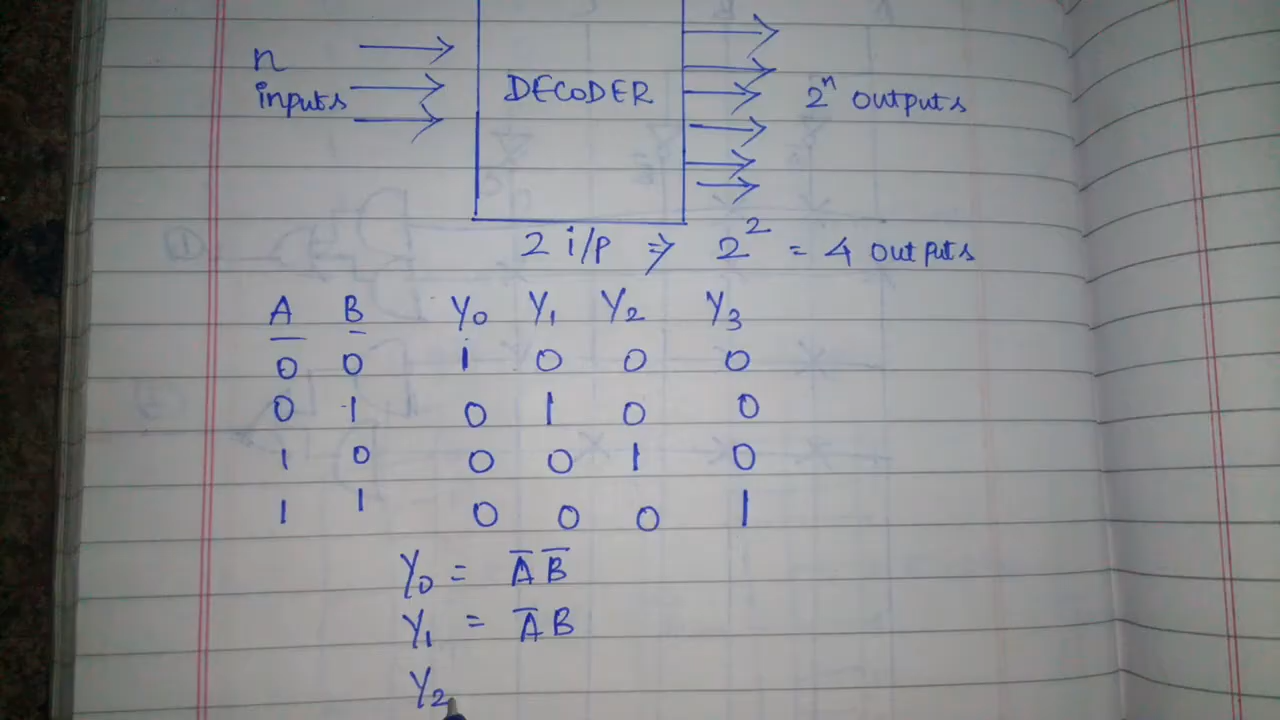 n
inputs
DECODER
2ⁿ outputs
2 i/p ⇒ 2² = 4 outputs
A B Y₀ Y₁ Y₂ Y₃
0 0 1 0 0 0
0 1 0 1 0 0
1 0 0 0 1 0
1 1 0 0 0 1
Y₀ = A̅ B̅
Y₁ = A̅ B
Y₂